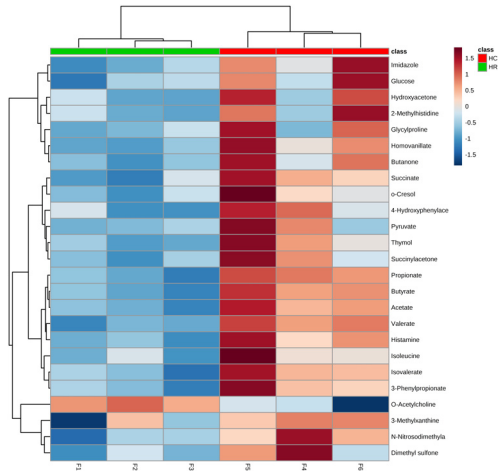 class
class
HC
HR
Imidazole
Glucose
Hydroxyacetone
2-Methylhistidine
Glycylproline
Homovanillate
Butanone
Succinate
o-Cresol
4-Hydroxyphenylace
Pyruvate
Thymol
Succinylacetone
Propionate
Butyrate
Acetate
Valerate
Histamine
Isoleucine
Isovalerate
3-Phenylpropionate
O-Acetylcholine
3-Methylxanthine
N-Nitrosodimethyla
Dimethyl sulfone
1.5
1
0.5
0
-0.5
-1
-1.5
F1
F2
F3
F5
F4
F6